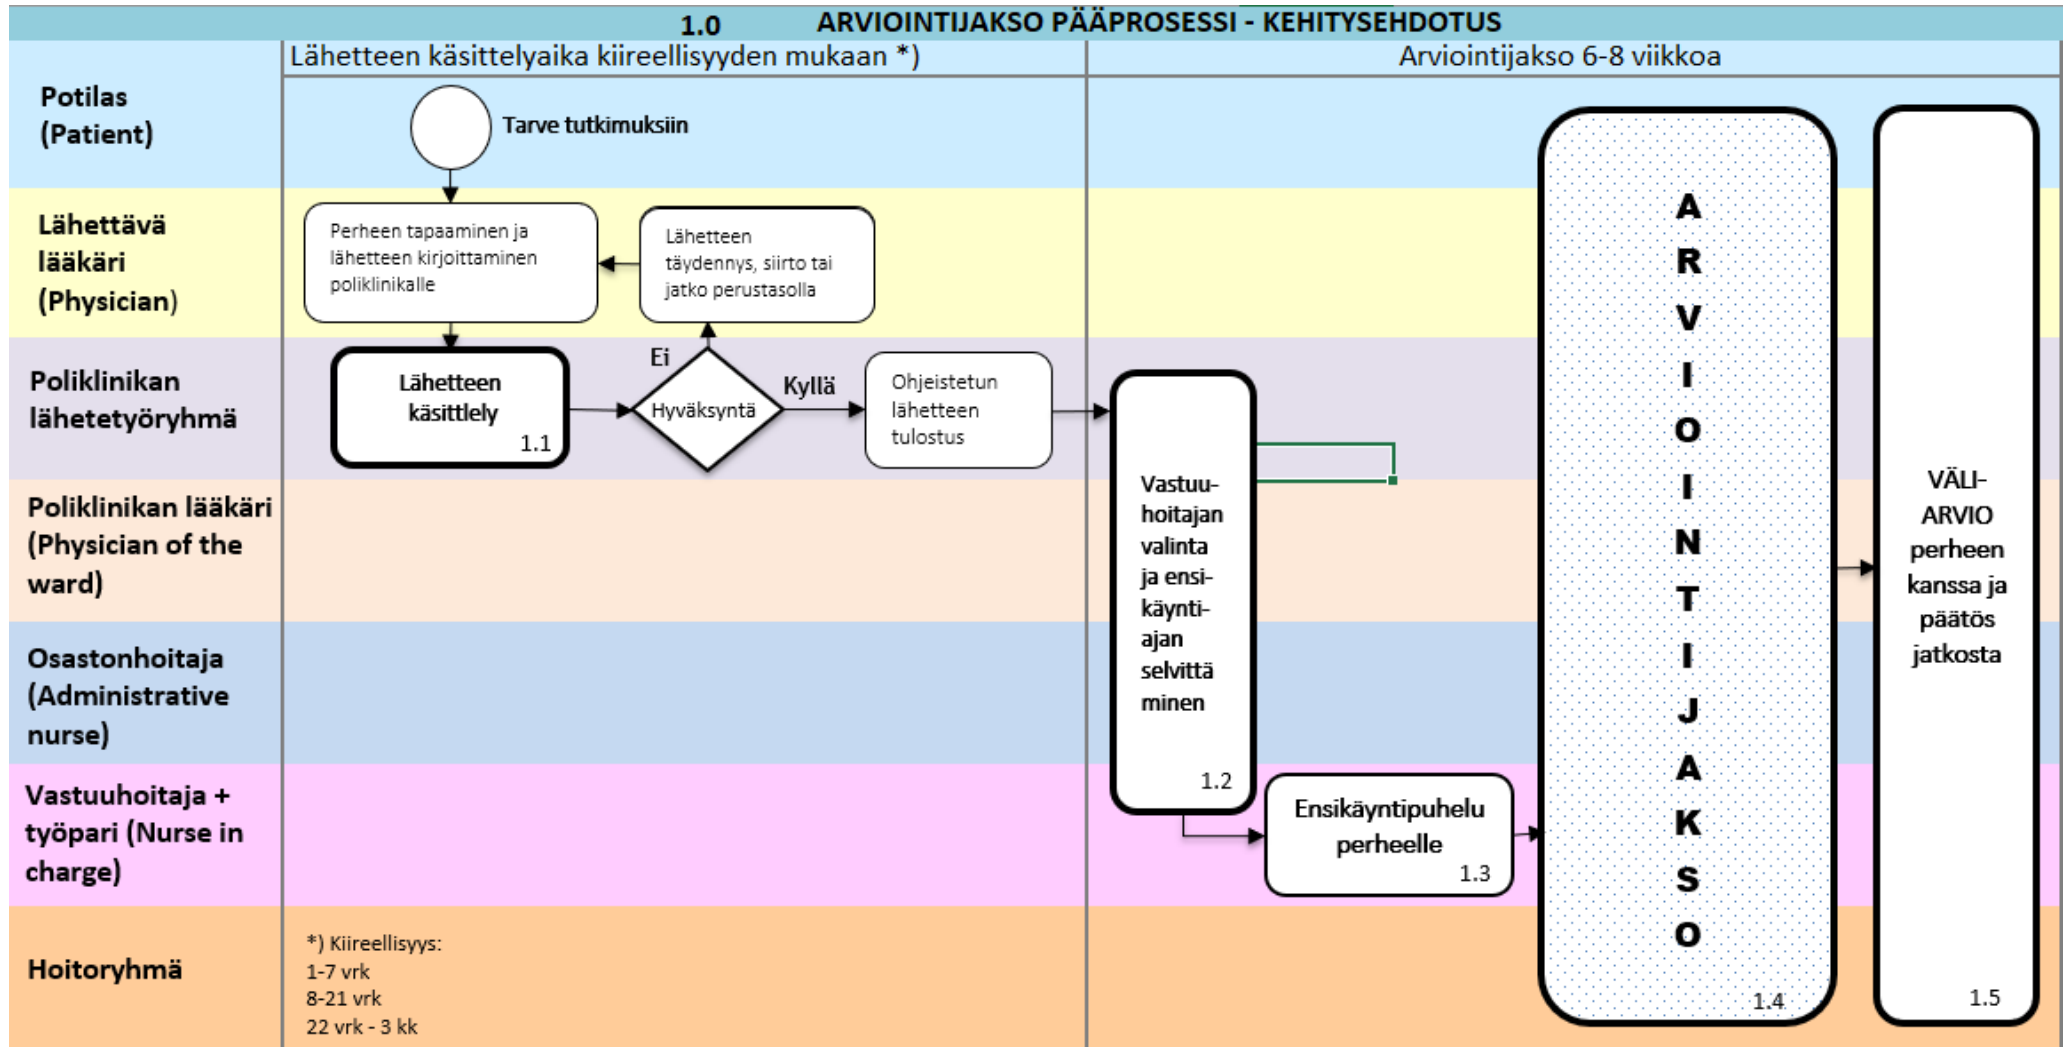 1.0 ARVIOINTIJAKSO PÄÄPROSESSI - KEHITYSEHDOTUS
Lähetteen käsittelyaika kiireellisyyden mukaan *)
Arviointijakso 6-8 viikkoa
Potilas
(Patient)
Tarve tutkimuksiin
Lähettävä
lääkäri
(Physician)
Perheen tapaaminen ja
lähetteen kirjoittaminen
poliklinikalle
Lähetteen
täydennys, siirto tai
jatko perustasolla
Poliklinikan
lähetetyöryhmä
Lähetteen
käsittlely
1.1
Ei
Hyväksyntä
Kyllä
Ohjeistetun
lähetteen
tulostus
Poliklinikan lääkäri
(Physician of the
ward)
Osastonhoitaja
(Administrative
nurse)
Vastuu-
hoitajan
valinta
ja ensi-
käynti-
ajan
selvittä
minen
1.2
Vastuuhoitaja +
työpari (Nurse in
charge)
Ensikäyntipuhelu
perheelle
1.3
A
R
V
I
O
I
N
T
I
J
A
K
S
O
1.4
VÄLI-
ARVIO
perheen
kanssa ja
päätös
jatkosta
1.5
Hoitoryhmä
*) Kiireellisyys:
1-7 vrk
8-21 vrk
22 vrk - 3 kk